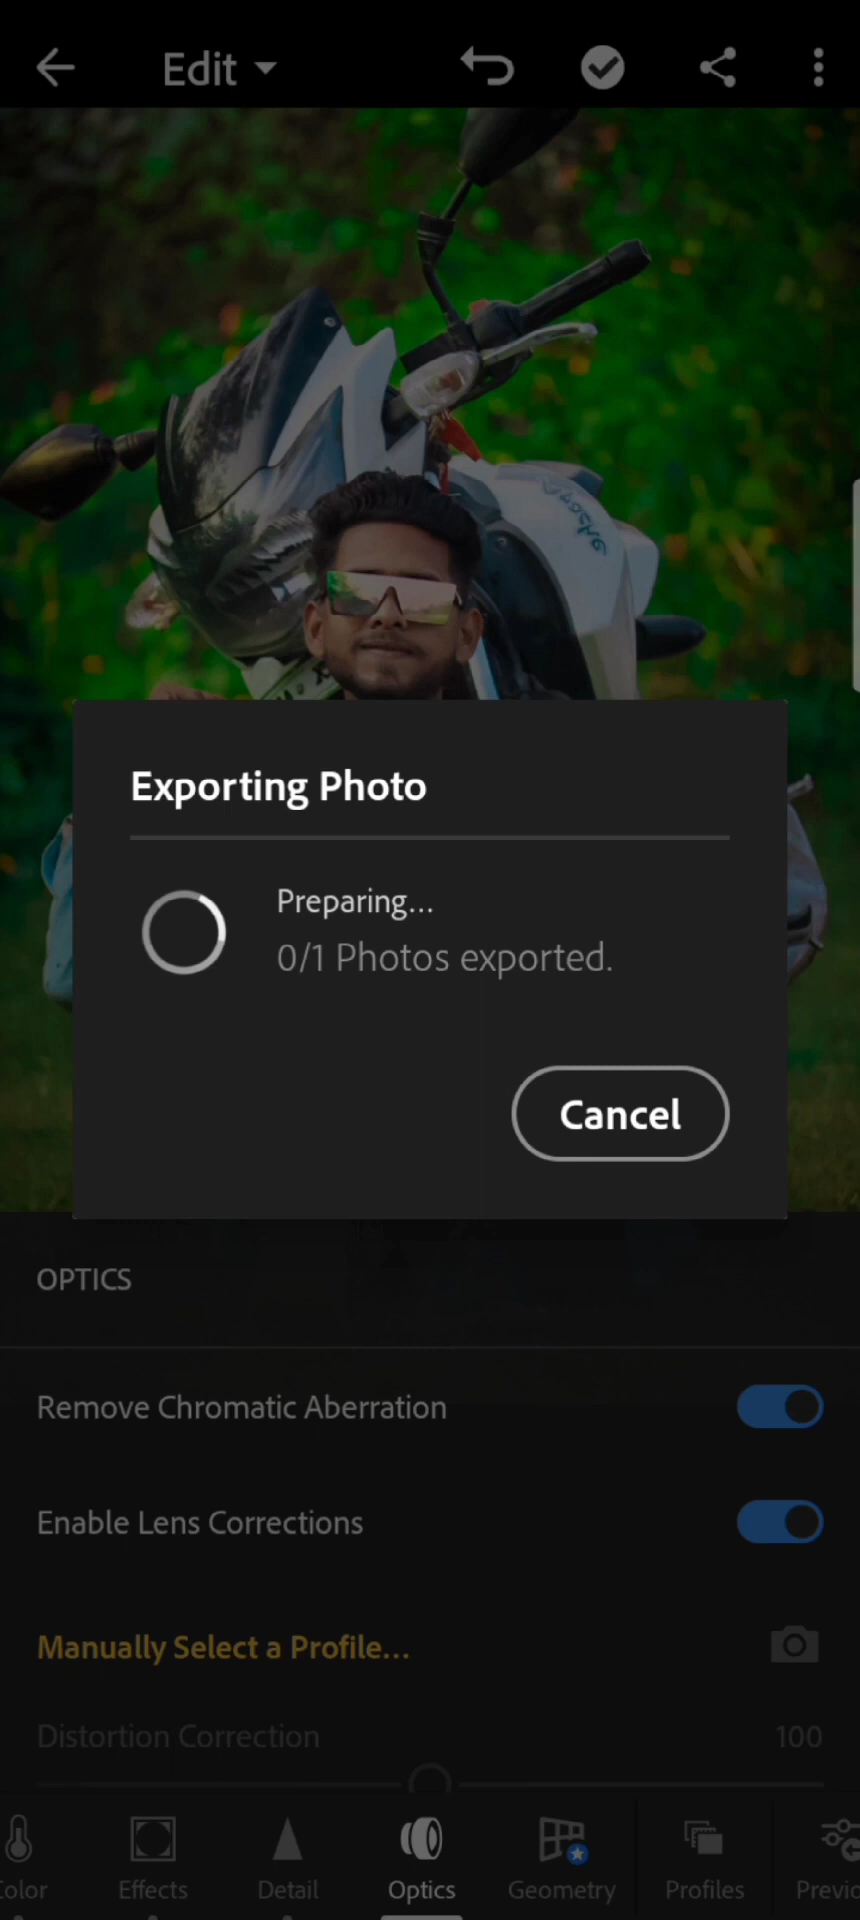 Edit
Exporting Photo
Preparing...
0/1 Photos exported.
Cancel
OPTICS
Remove Chromatic Aberration
Enable Lens Corrections
Manually Select a Profile...
Distortion Correction 100
olor Effects Detail Optics Geometry Profiles Previo